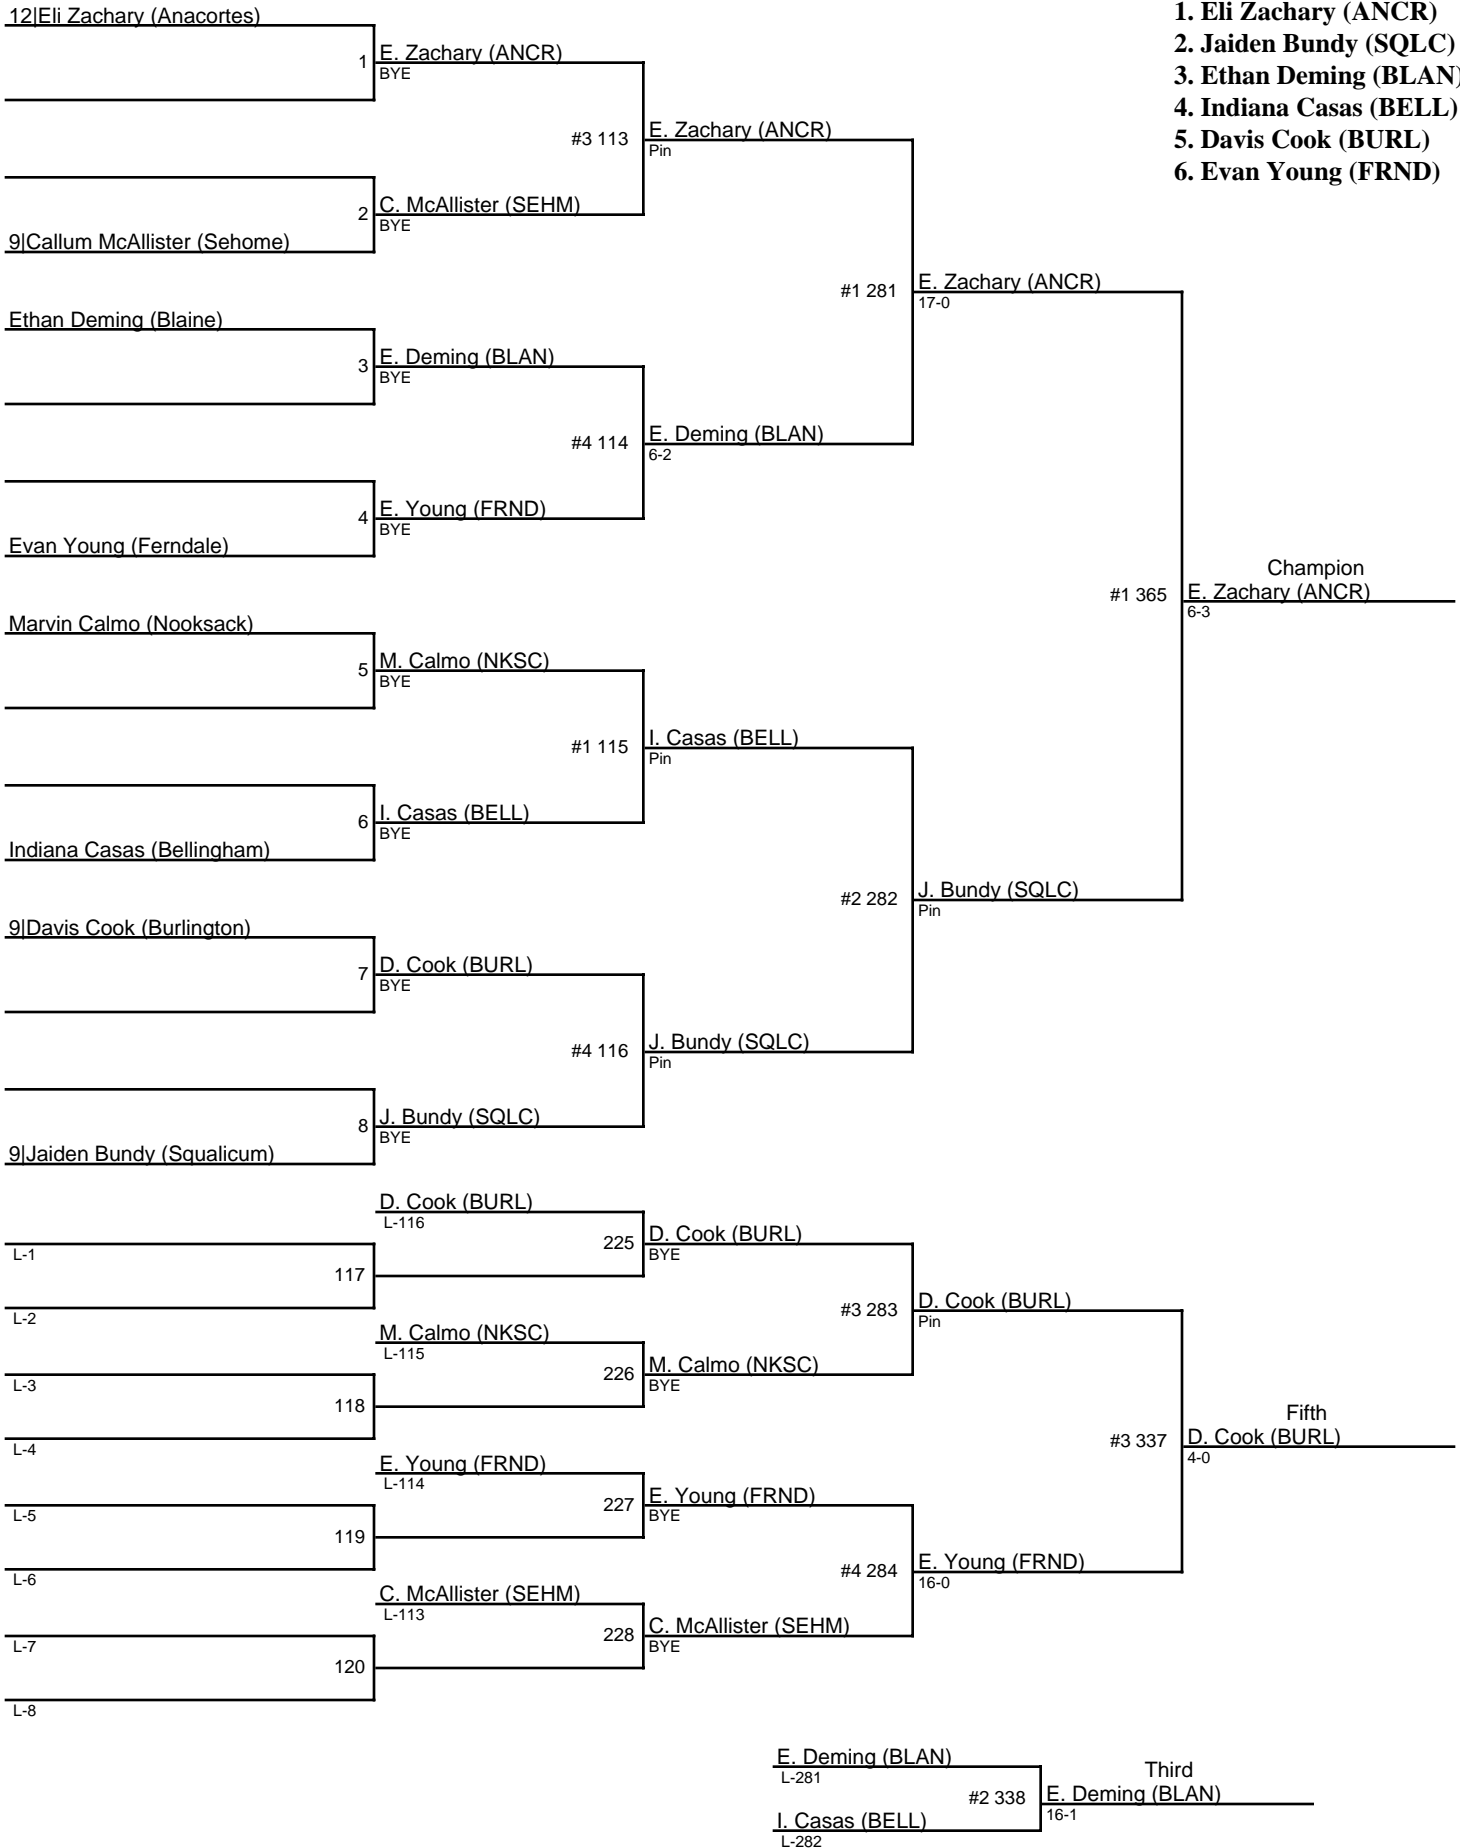 12|Eli Zachary (Anacortes)
1
E. Zachary (ANCR)
BYE
#3 113
E. Zachary (ANCR)
Pin
2
C. McAllister (SEHM)
BYE
9|Callum McAllister (Sehome)
#1 281
E. Zachary (ANCR)
17-0
Ethan Deming (Blaine)
3
E. Deming (BLAN)
BYE
#4 114
E. Deming (BLAN)
6-2
4
E. Young (FRND)
BYE
Evan Young (Ferndale)
#1 365
Champion
E. Zachary (ANCR)
6-3
Marvin Calmo (Nooksack)
5
M. Calmo (NKSC)
BYE
#1 115
I. Casas (BELL)
Pin
6
I. Casas (BELL)
BYE
Indiana Casas (Bellingham)
#2 282
J. Bundy (SQLC)
Pin
9|Davis Cook (Burlington)
7
D. Cook (BURL)
BYE
#4 116
J. Bundy (SQLC)
Pin
8
J. Bundy (SQLC)
BYE
9|Jaiden Bundy (Squalicum)
1. Eli Zachary (ANCR)
2. Jaiden Bundy (SQLC)
3. Ethan Deming (BLAN)
4. Indiana Casas (BELL)
5. Davis Cook (BURL)
6. Evan Young (FRND)
D. Cook (BURL)
L-116
225
D. Cook (BURL)
BYE
L-1
117
L-2
#3 283
D. Cook (BURL)
Pin
M. Calmo (NKSC)
L-115
226
M. Calmo (NKSC)
BYE
L-3
118
L-4
#3 337
Fifth
D. Cook (BURL)
4-0
E. Young (FRND)
L-114
227
E. Young (FRND)
BYE
L-5
119
L-6
#4 284
E. Young (FRND)
16-0
C. McAllister (SEHM)
L-113
228
C. McAllister (SEHM)
BYE
L-7
120
L-8
E. Deming (BLAN)
L-281
#2 338
Third
E. Deming (BLAN)
16-1
I. Casas (BELL)
L-282